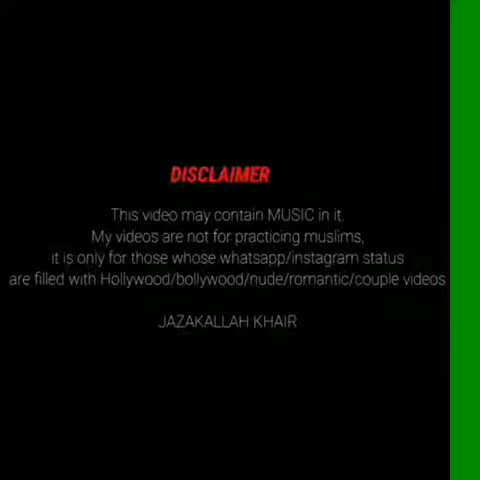 DISCLAIMER
This video may contain MUSIC in it.
My videos are not for practicing muslims,
it is only for those whose whatsapp/instagram status
are filled with Hollywood/bollywood/nude/romantic/couple videos
JAZAKALLAH KHAIR